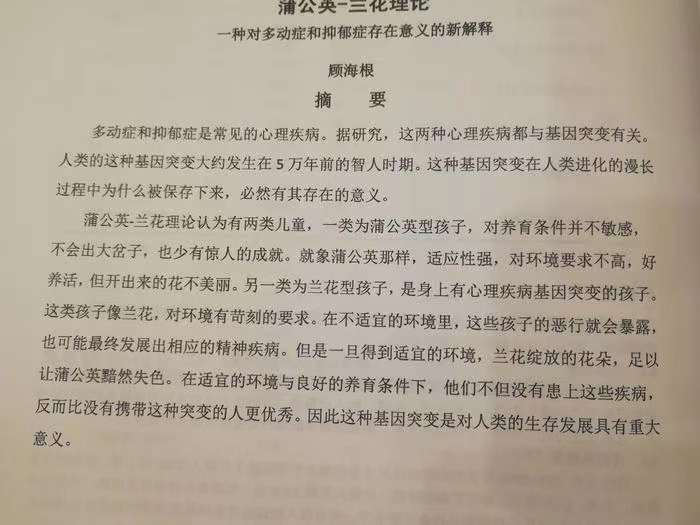 蒲公英-兰花理论
一种对多动症和抑郁症存在意义的新解释
顾海根
摘 要
多动症和抑郁症是常见的心理疾病。据研究，这两种心理疾病都与基因突变有关。
人类的这种基因突变大约发生在 5 万年前的智人时期。这种基因突变在人类进化的漫长
过程中为什么被保存下来，必然有其存在的意义。
蒲公英-兰花理论认为有两类儿童，一类为蒲公英型孩子，对养育条件并不敏感，
不会出大岔子，也少有惊人的成就。就象蒲公英那样，适应性强，对环境要求不高，好
养活，但开出来的花不美丽。另一类为兰花型孩子，是身上有心理疾病基因突变的孩子。
这类孩子像兰花，对环境有苛刻的要求。在不适宜的环境里，这些孩子的恶行就会暴露，
也可能最终发展出相应的精神疾病。但是一旦得到适宜的环境，兰花绽放的花朵，足以
让蒲公英黯然失色。在适宜的环境与良好的养育条件下，他们不但没有患上这些疾病，
反而比没有携带这种突变的人更优秀。因此这种基因突变是对人类的生存发展具有重大
意义。